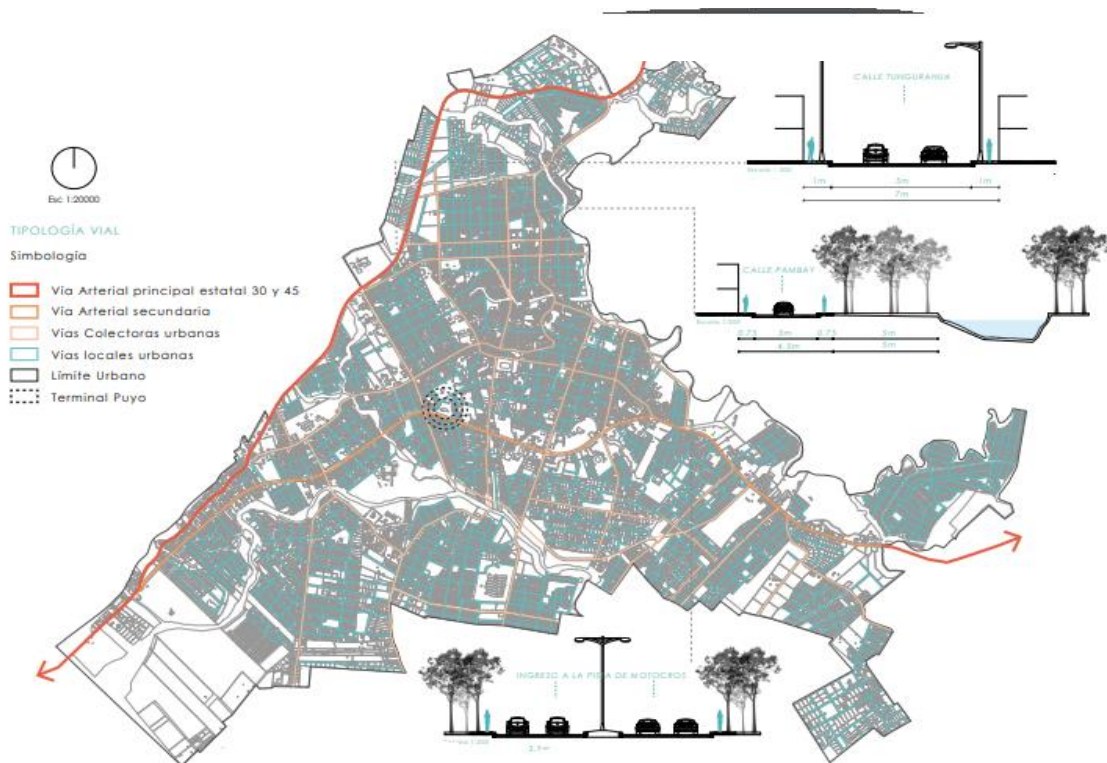 Esc 1:20000
TIPOLOGÍA VIAL
Simbología
Vía Arterial principal estatal 30 y 45
Vía Arterial secundaria
Vías Colectoras urbanas
Vías locales urbanas
Límite Urbano
Terminal Puyo
CALLE TUNGURAHUA
1m 5m 1m
7m
CALLE PAMBAY
0.75 3m 0.75 5m
4.5m 5m
INGRESO A LA PISTA DE MOTOCROS